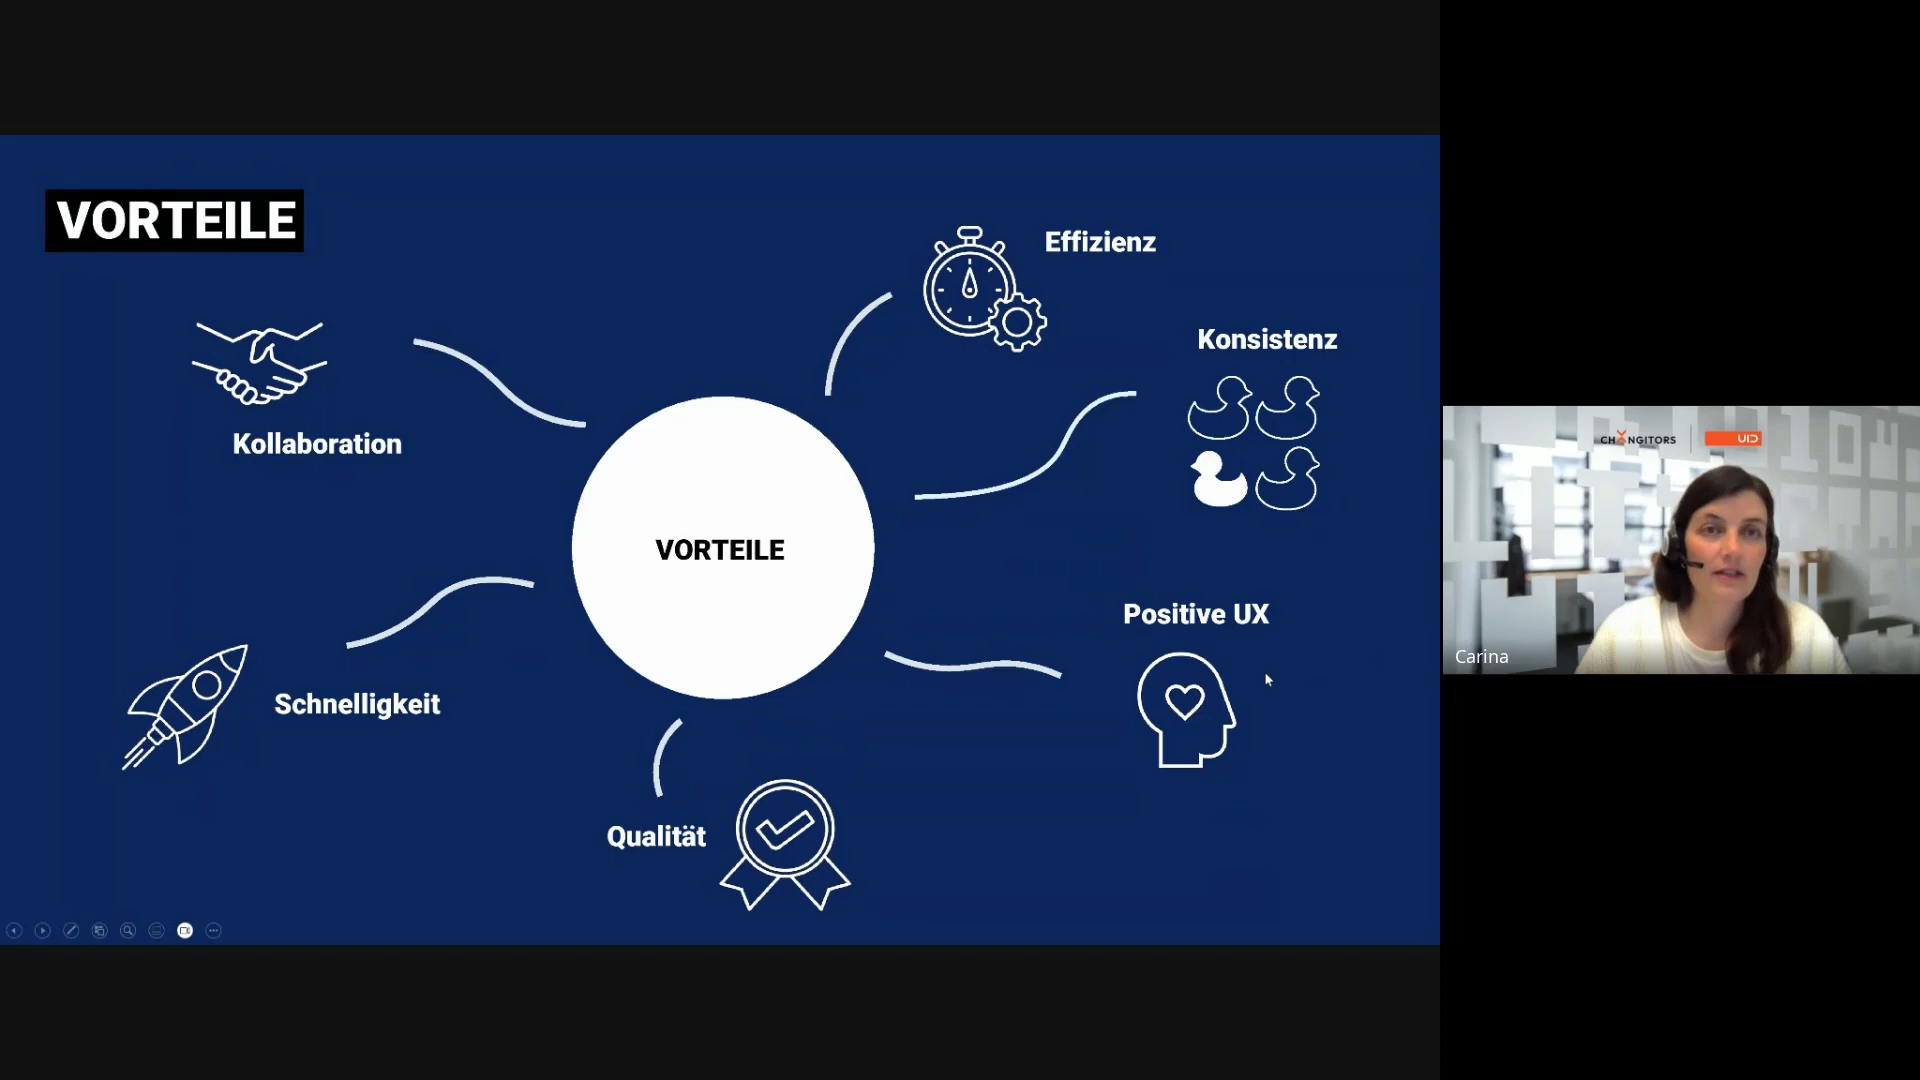 VORTEILE
Effizienz
Konsistenz
Kollaboration
VORTEILE
Positive UX
Schnelligkeit
Qualität
CHANGITORS
UID
Carina